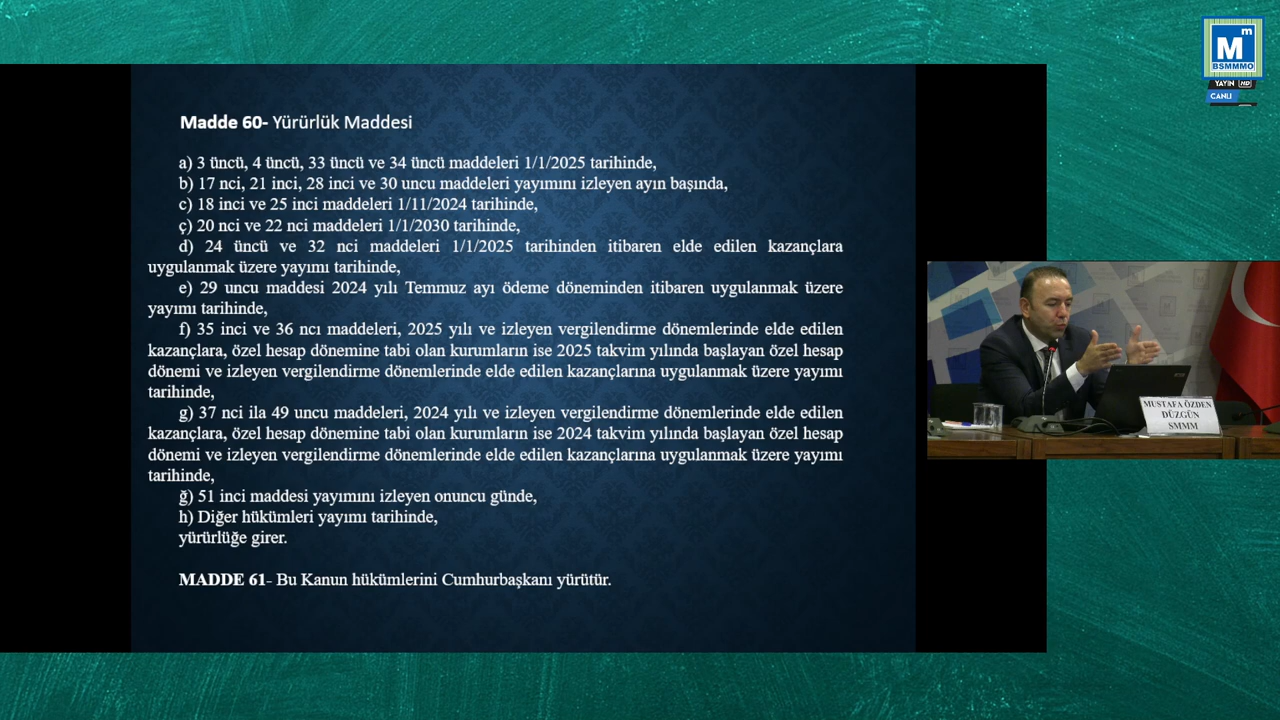 Mm
BSMMMO
YAYIN HD
CANLI
Madde 60- Yürürlük Maddesi
a) 3 üncü, 4 üncü, 33 üncü ve 34 üncü maddeleri 1/1/2025 tarihinde,
b) 17 nci, 21 inci, 28 inci ve 30 uncu maddeleri yayımını izleyen ayın başında,
c) 18 inci ve 25 inci maddeleri 1/11/2024 tarihinde,
ç) 20 nci ve 22 nci maddeleri 1/1/2030 tarihinde,
d) 24 üncü ve 32 nci maddeleri 1/1/2025 tarihinden itibaren elde edilen kazançlara
uygulanmak üzere yayımı tarihinde,
e) 29 uncu maddesi 2024 yılı Temmuz ayı ödeme döneminden itibaren uygulanmak üzere
yayımı tarihinde,
f) 35 inci ve 36 ncı maddeleri, 2025 yılı ve izleyen vergilendirme dönemlerinde elde edilen
kazançlara, özel hesap dönemine tabi olan kurumların ise 2025 takvim yılında başlayan özel hesap
dönemi ve izleyen vergilendirme dönemlerinde elde edilen kazançlarına uygulanmak üzere yayımı
tarihinde,
g) 37 nci ila 49 uncu maddeleri, 2024 yılı ve izleyen vergilendirme dönemlerinde elde edilen
kazançlara, özel hesap dönemine tabi olan kurumların ise 2024 takvim yılında başlayan özel hesap
dönemi ve izleyen vergilendirme dönemlerinde elde edilen kazançlarına uygulanmak üzere yayımı
tarihinde,
ğ) 51 inci maddesi yayımını izleyen onuncu günde,
h) Diğer hükümleri yayımı tarihinde,
yürürlüğe girer.
MADDE 61- Bu Kanun hükümlerini Cumhurbaşkanı yürütür.
MUSTAFA ÖZDEN
DÜZGÜN
SMMM